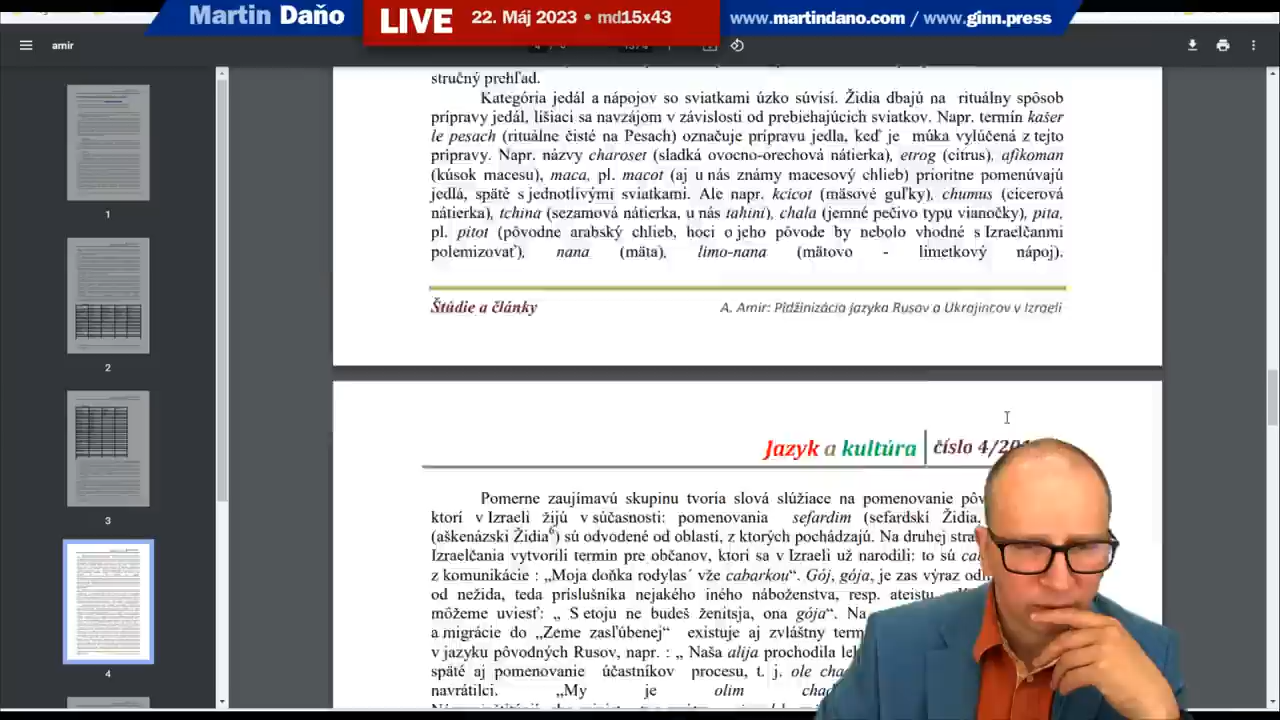 Martin Daňo
LIVE
22. Máj 2023 • md15x43
www.martindano.com / www.ginn.press
amir
stručný prehľad.
Kategória jedál a nápojov so sviatkami úzko súvisí. Židia dbajú na rituálny spôsob
prípravy jedál, líšiaci sa navzájom v závislosti od prebiehajúcich sviatkov. Napr. termín kašer
le pesach (rituálne čisté na Pesach) označuje prípravu jedla, keď je múka vylúčená z tejto
prípravy. Napr. názvy charoset (sladká ovocno-orechová nátierka), etrog (citrus), afikoman
(kúsok macesu), maca, pl. macot (aj u nás známy macesový chlieb) prioritne pomenúvajú
jedlá, späté s jednotlivými sviatkami. Ale napr. kcicot (mäsové guľky), chumus (cícerová
nátierka), tchina (sezamová nátierka, u nás tahini), chala (jemné pečivo typu vianočky), pita,
pl. pitot (pôvodne arabský chlieb, hoci o jeho pôvode by nebolo vhodné s Izraelčanmi
polemizovať), nana (mäta), limo-nana (mätovo - limetkový nápoj).
Štúdie a články
A. Amir: Pidžinizácia jazyka Rusov a Ukrajincov v Izraeli
Jazyk a kultúra číslo 4/20
Pomerne zaujímavú skupinu tvoria slová slúžiace na pomenovanie
ktorí v Izraeli žijú v súčasnosti: pomenovania sefardim (sefardskí Židia,
(aškenázski Židia6) sú odvodené od oblastí, z ktorých pochádzajú. Na druhej
Izraelčania vytvorili termín pre občanov, ktorí sa v Izraeli už narodili: to sú
z komunikácie : „Moja doňka rodylas´ vže cabarkou“. Gój, gója, je zas výraz
od nežida, teda príslušníka nejakého iného náboženstva, resp. ateistu.
môžeme uviesť: „ S etoju ne budeš ženitsja, ona gója“. Na
a migrácie do „Zeme zasľúbenej“ existuje aj zvláštny
v jazyku pôvodných Rusov, napr. : „ Naša alija prochodila
späté aj pomenovanie účastníkov procesu, t. j. ole
navrátilci. „My je olim
1
2
3
4